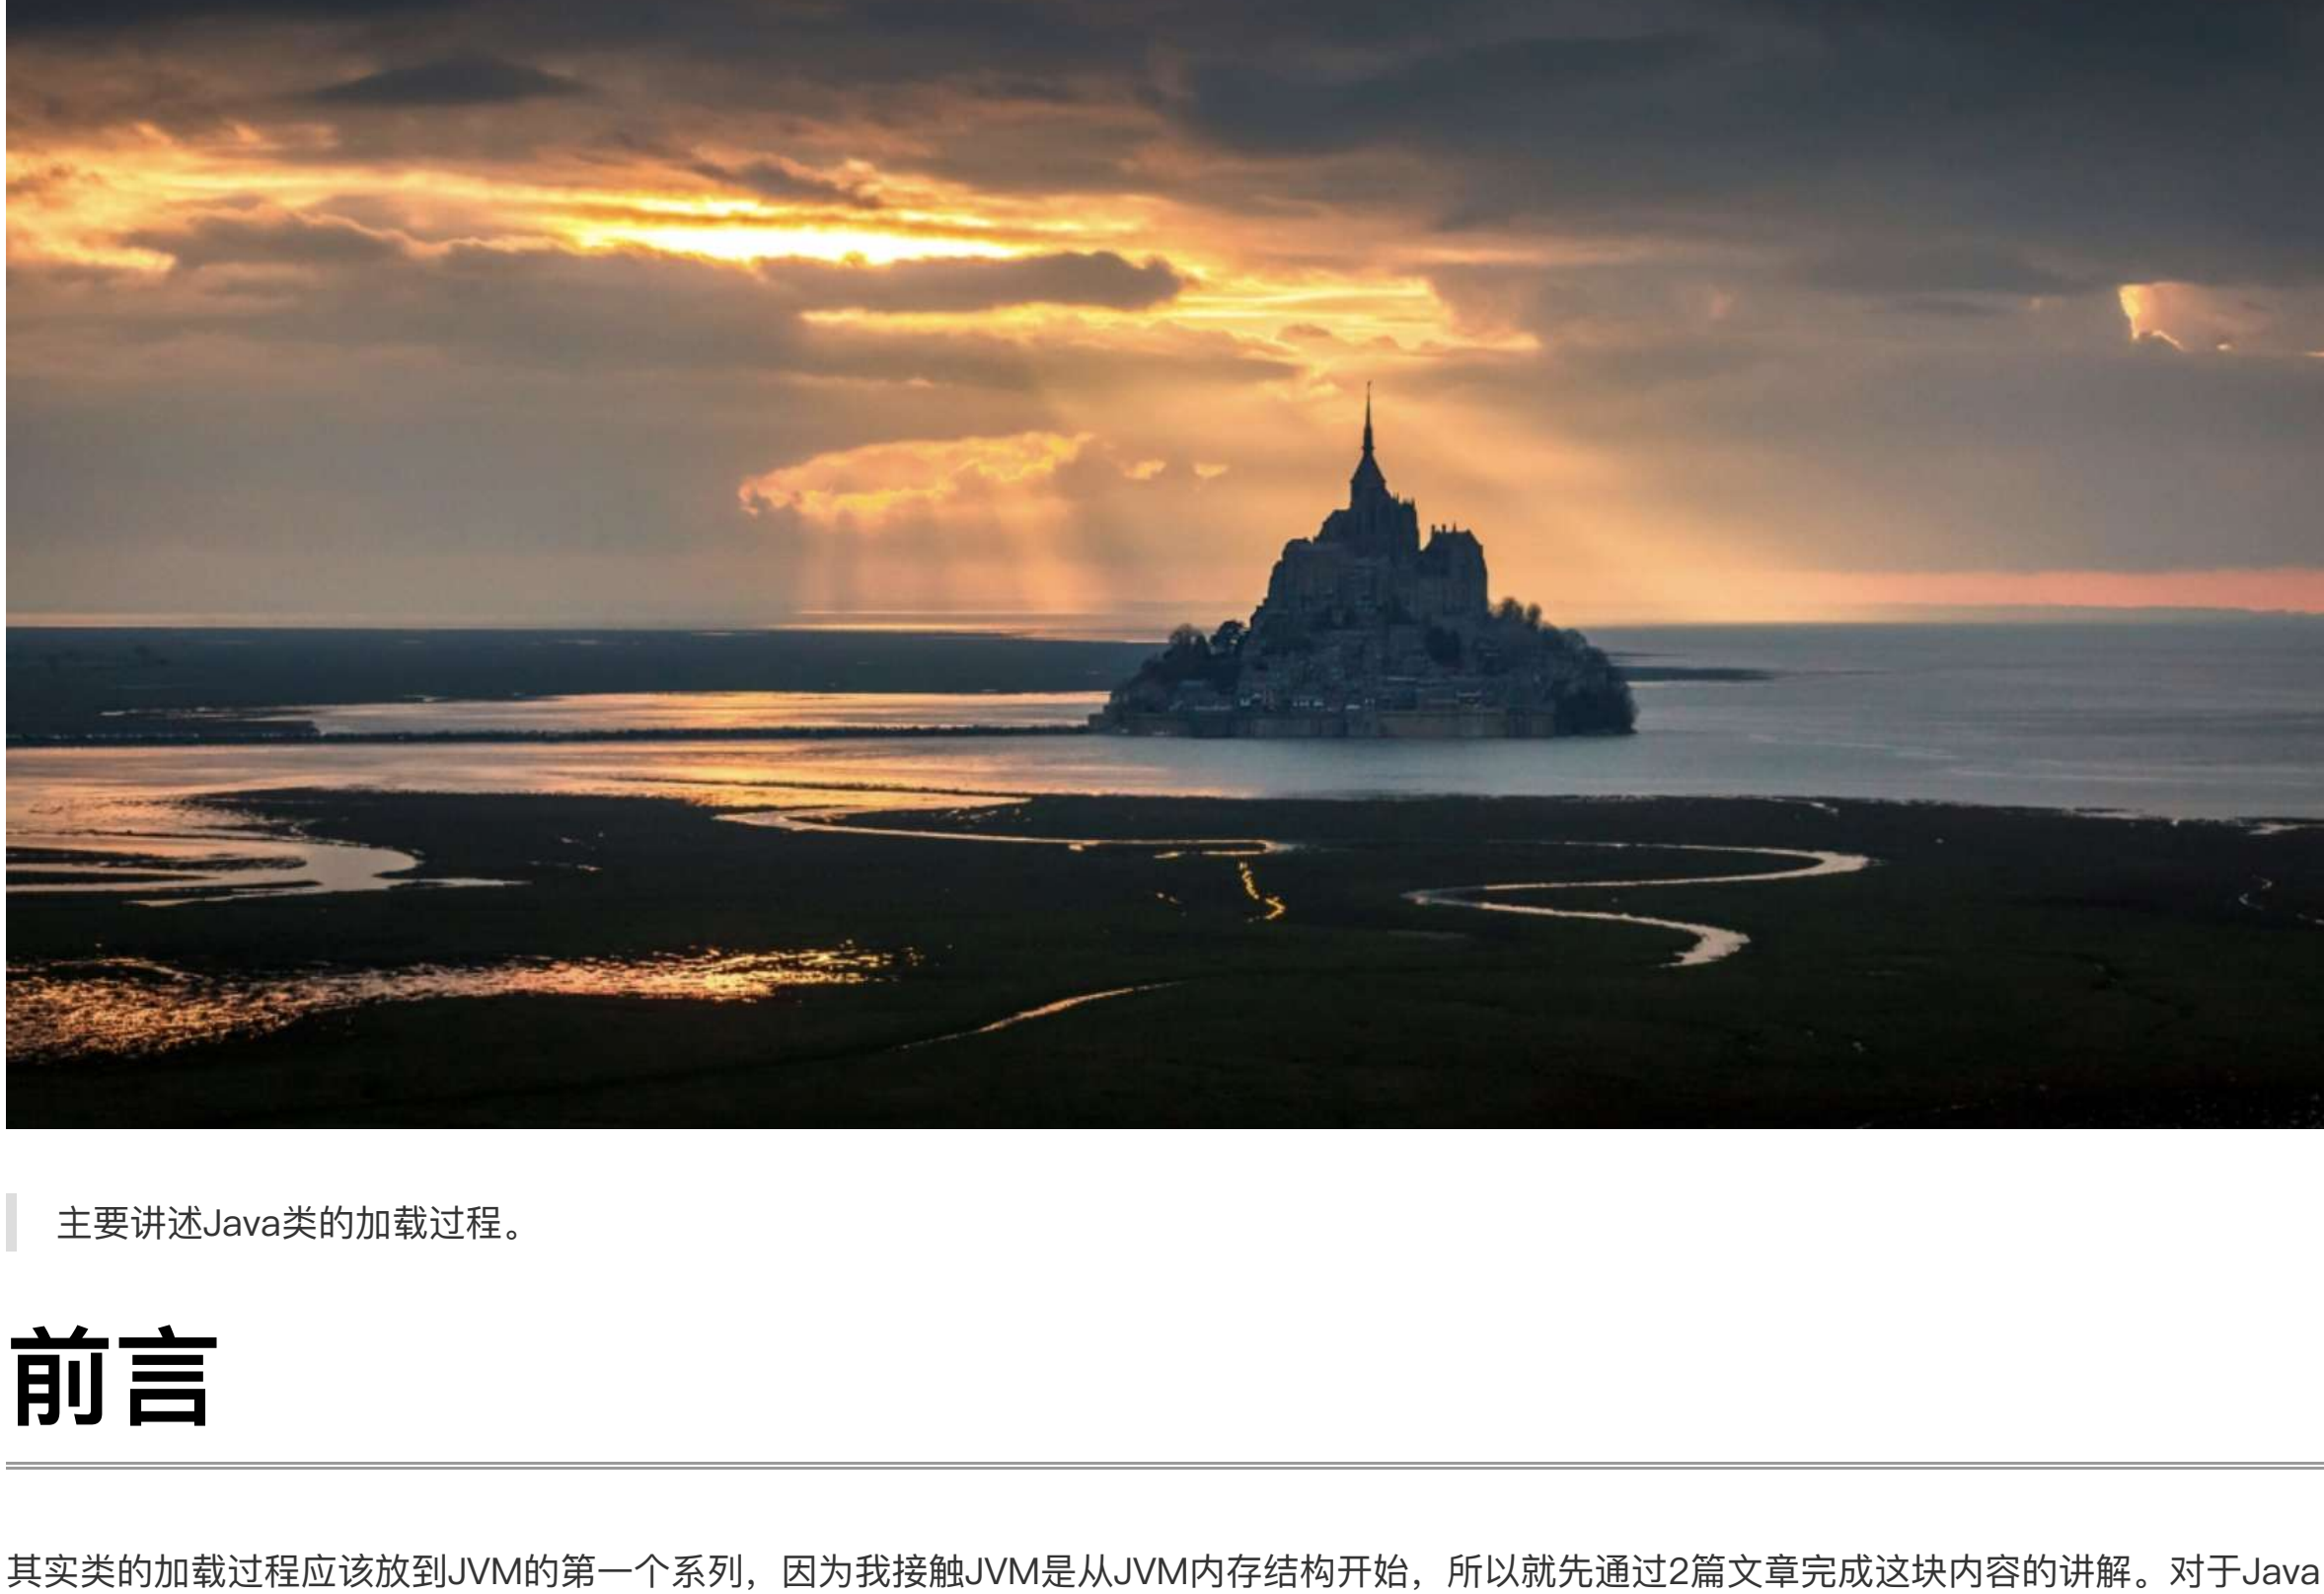 主要讲述Java类的加载过程。
前言
其实类的加载过程应该放到JVM的第一个系列，因为我接触JVM是从JVM内存结构开始，所以就先通过2篇文章完成这块内容的讲解。对于Java